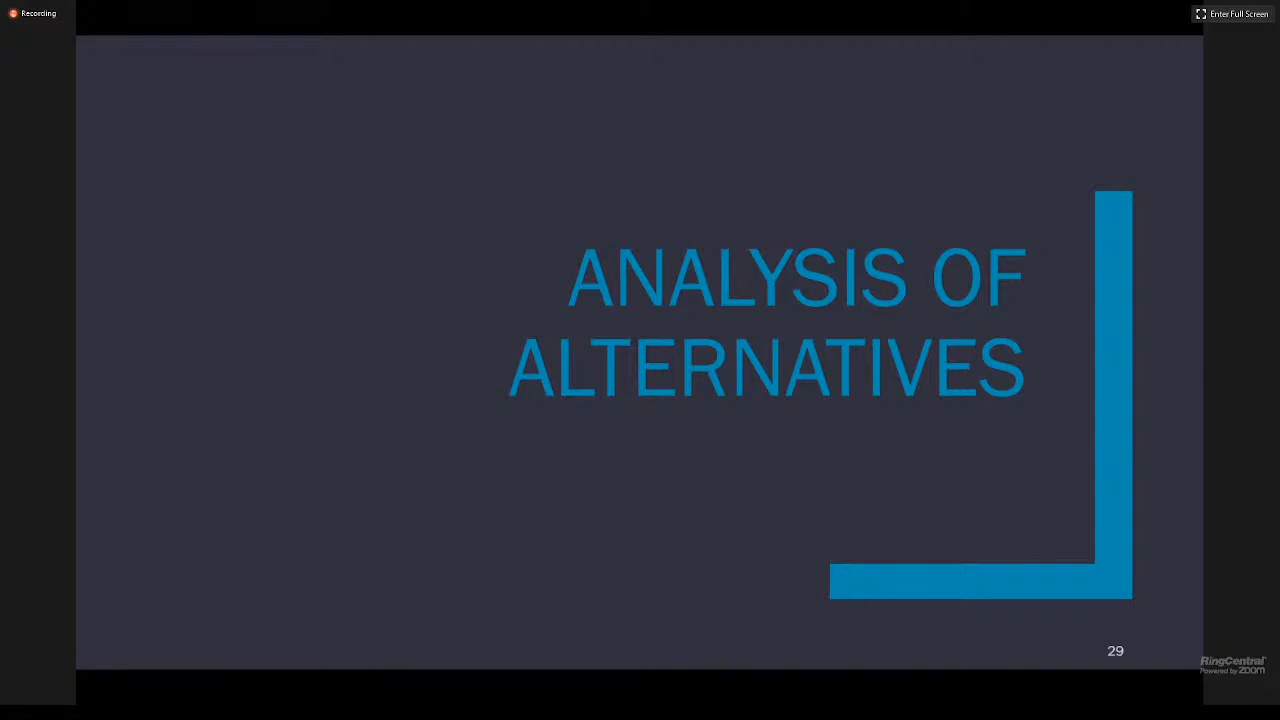 Recording
Enter Full Screen
ANALYSIS OF
ALTERNATIVES
29
RingCentral
Powered by zoom